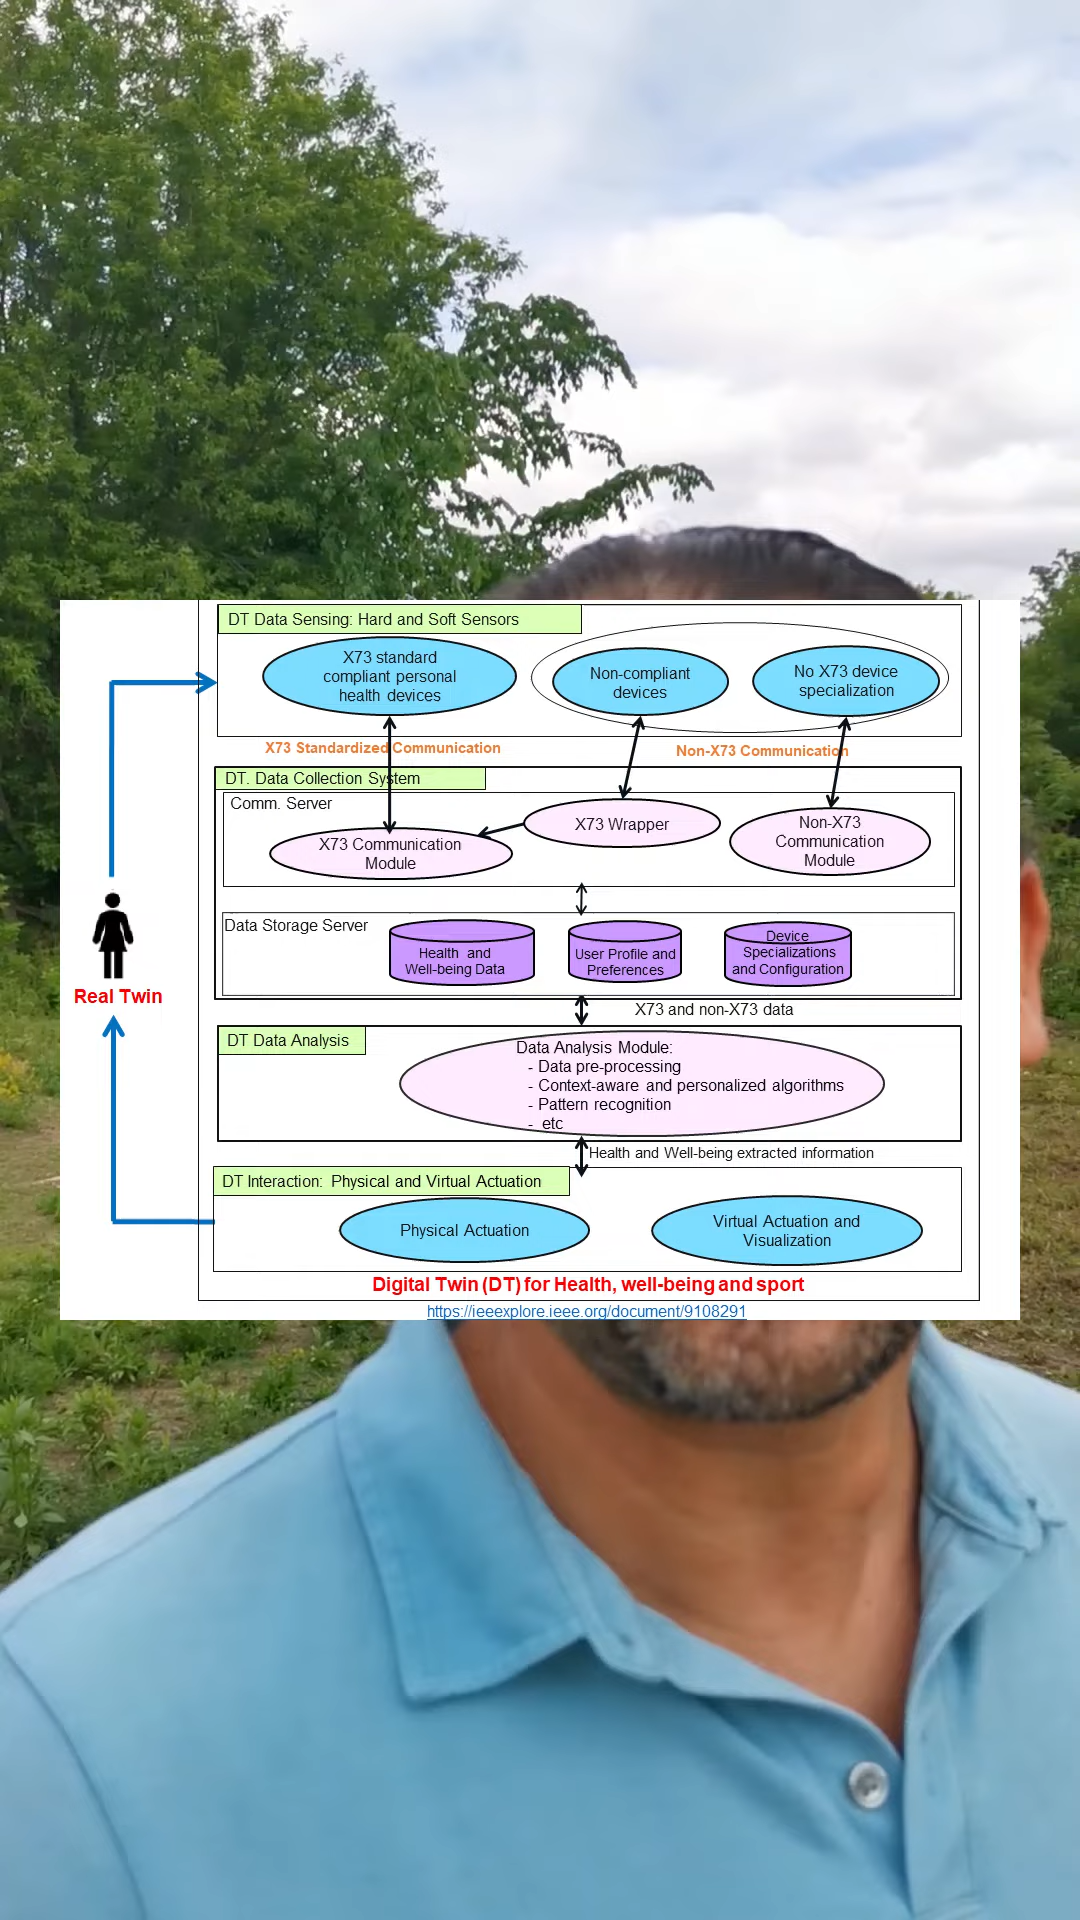 DT Data Sensing: Hard and Soft Sensors
X73 standard
compliant personal
health devices
Non-compliant
devices
No X73 device
specialization
X73 Standardized Communication
Non-X73 Communication
DT. Data Collection System
Comm. Server
X73 Communication
Module
X73 Wrapper
Non-X73
Communication
Module
Data Storage Server
Health and
Well-being Data
User Profile and
Preferences
Device
Specializations
and Configuration
Real Twin
X73 and non-X73 data
DT Data Analysis
Data Analysis Module:
- Data pre-processing
- Context-aware and personalized algorithms
- Pattern recognition
- etc
Health and Well-being extracted information
DT Interaction: Physical and Virtual Actuation
Physical Actuation
Virtual Actuation and
Visualization
Digital Twin (DT) for Health, well-being and sport
https://ieeexplore.ieee.org/document/9108291